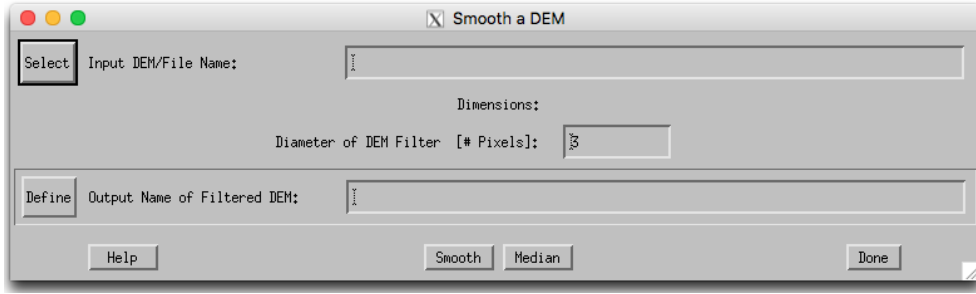 Smooth a DEM
Select Input DEM/File Name:
Dimensions:
Diameter of DEM Filter [# Pixels]: 3
Define Output Name of Filtered DEM:
Help Smooth Median Done